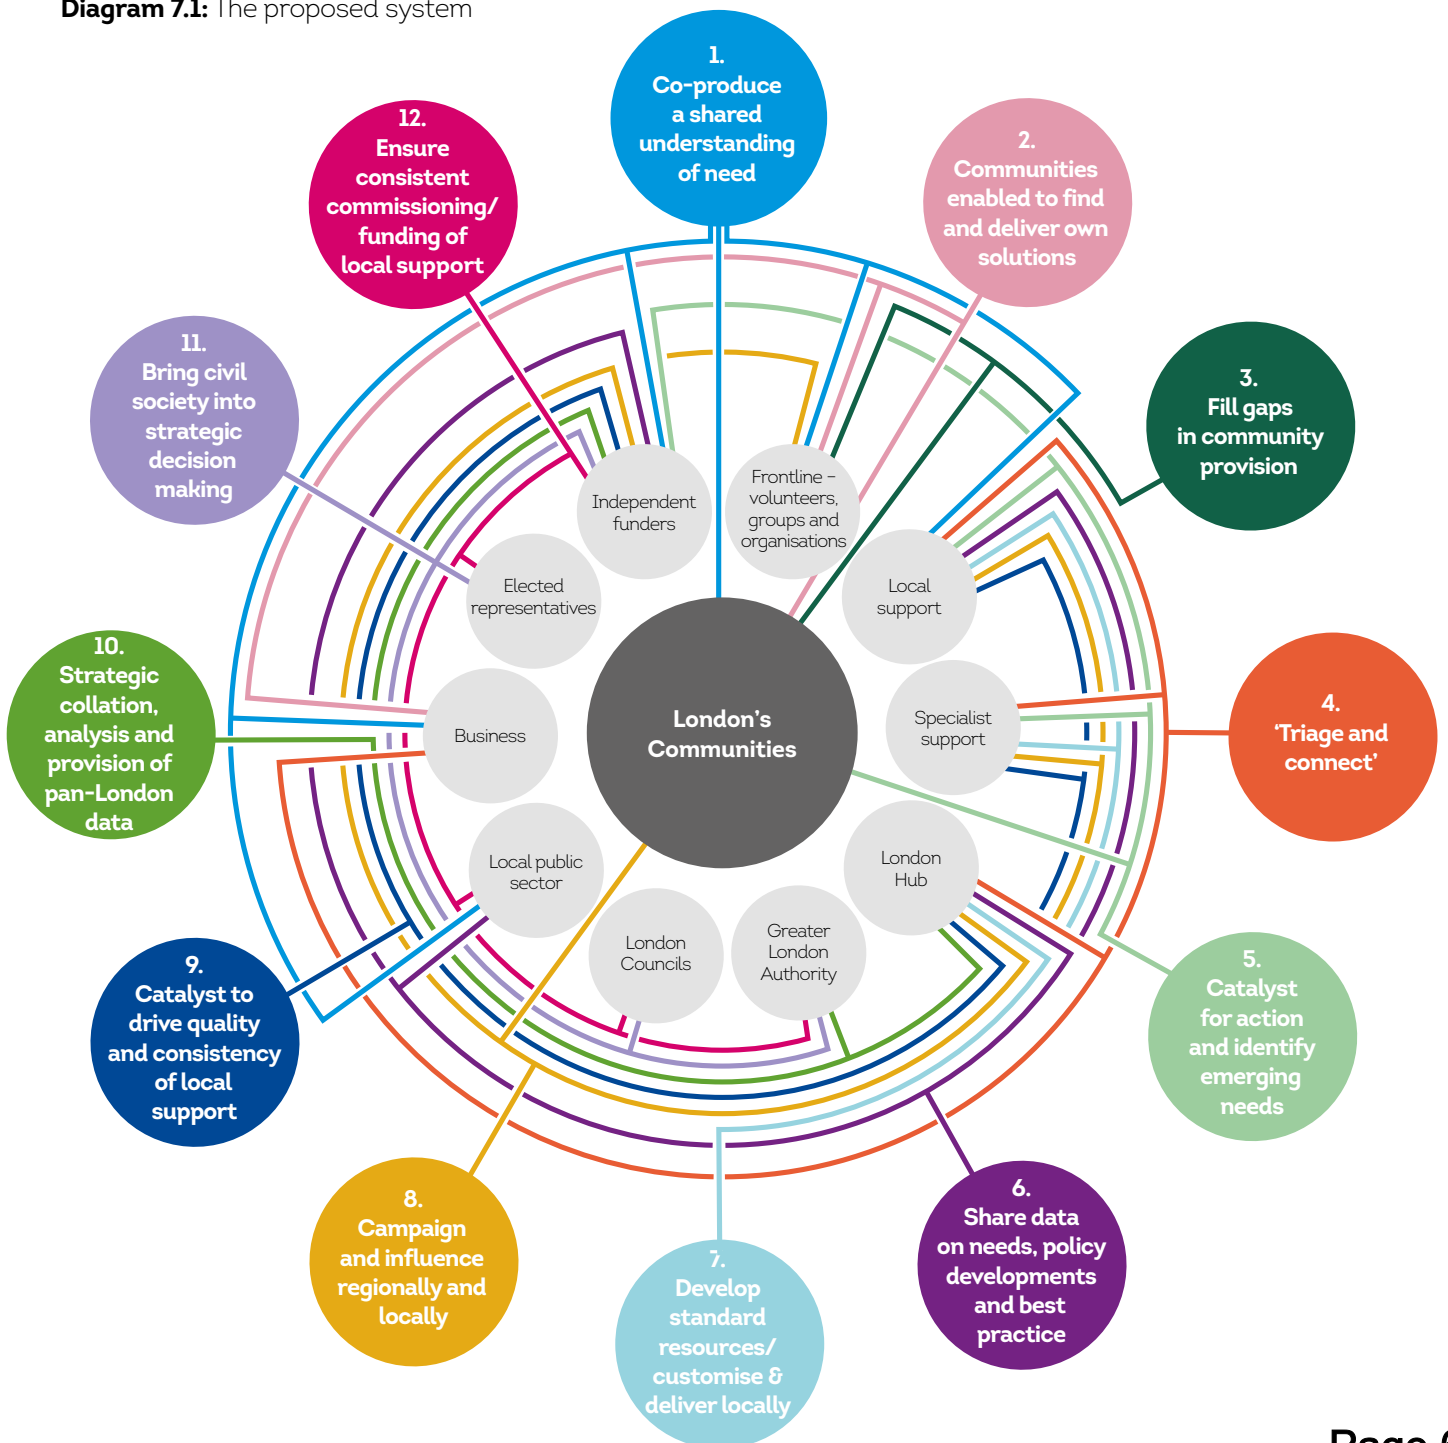 Diagram 7.1: The proposed system
1.
Co-produce
a shared
understanding
of need
2.
Communities
enabled to find
and deliver own
solutions
3.
Fill gaps
in community
provision
4.
‘Triage and
connect’
5.
Catalyst
for action
and identify
emerging
needs
6.
Share data
on needs, policy
developments
and best
practice
7.
Develop
standard
resources/
customise &
deliver locally
8.
Campaign
and influence
regionally and
locally
9.
Catalyst to
drive quality
and consistency
of local
support
10.
Strategic
collation,
analysis and
provision of
pan-London
data
11.
Bring civil
society into
strategic
decision
making
12.
Ensure
consistent
commissioning/
funding of
local support
Independent
funders
Frontline –
volunteers,
groups and
organisations
Local
support
Specialist
support
London
Hub
Greater
London
Authority
London
Councils
Local public
sector
Business
Elected
representatives
London’s
Communities